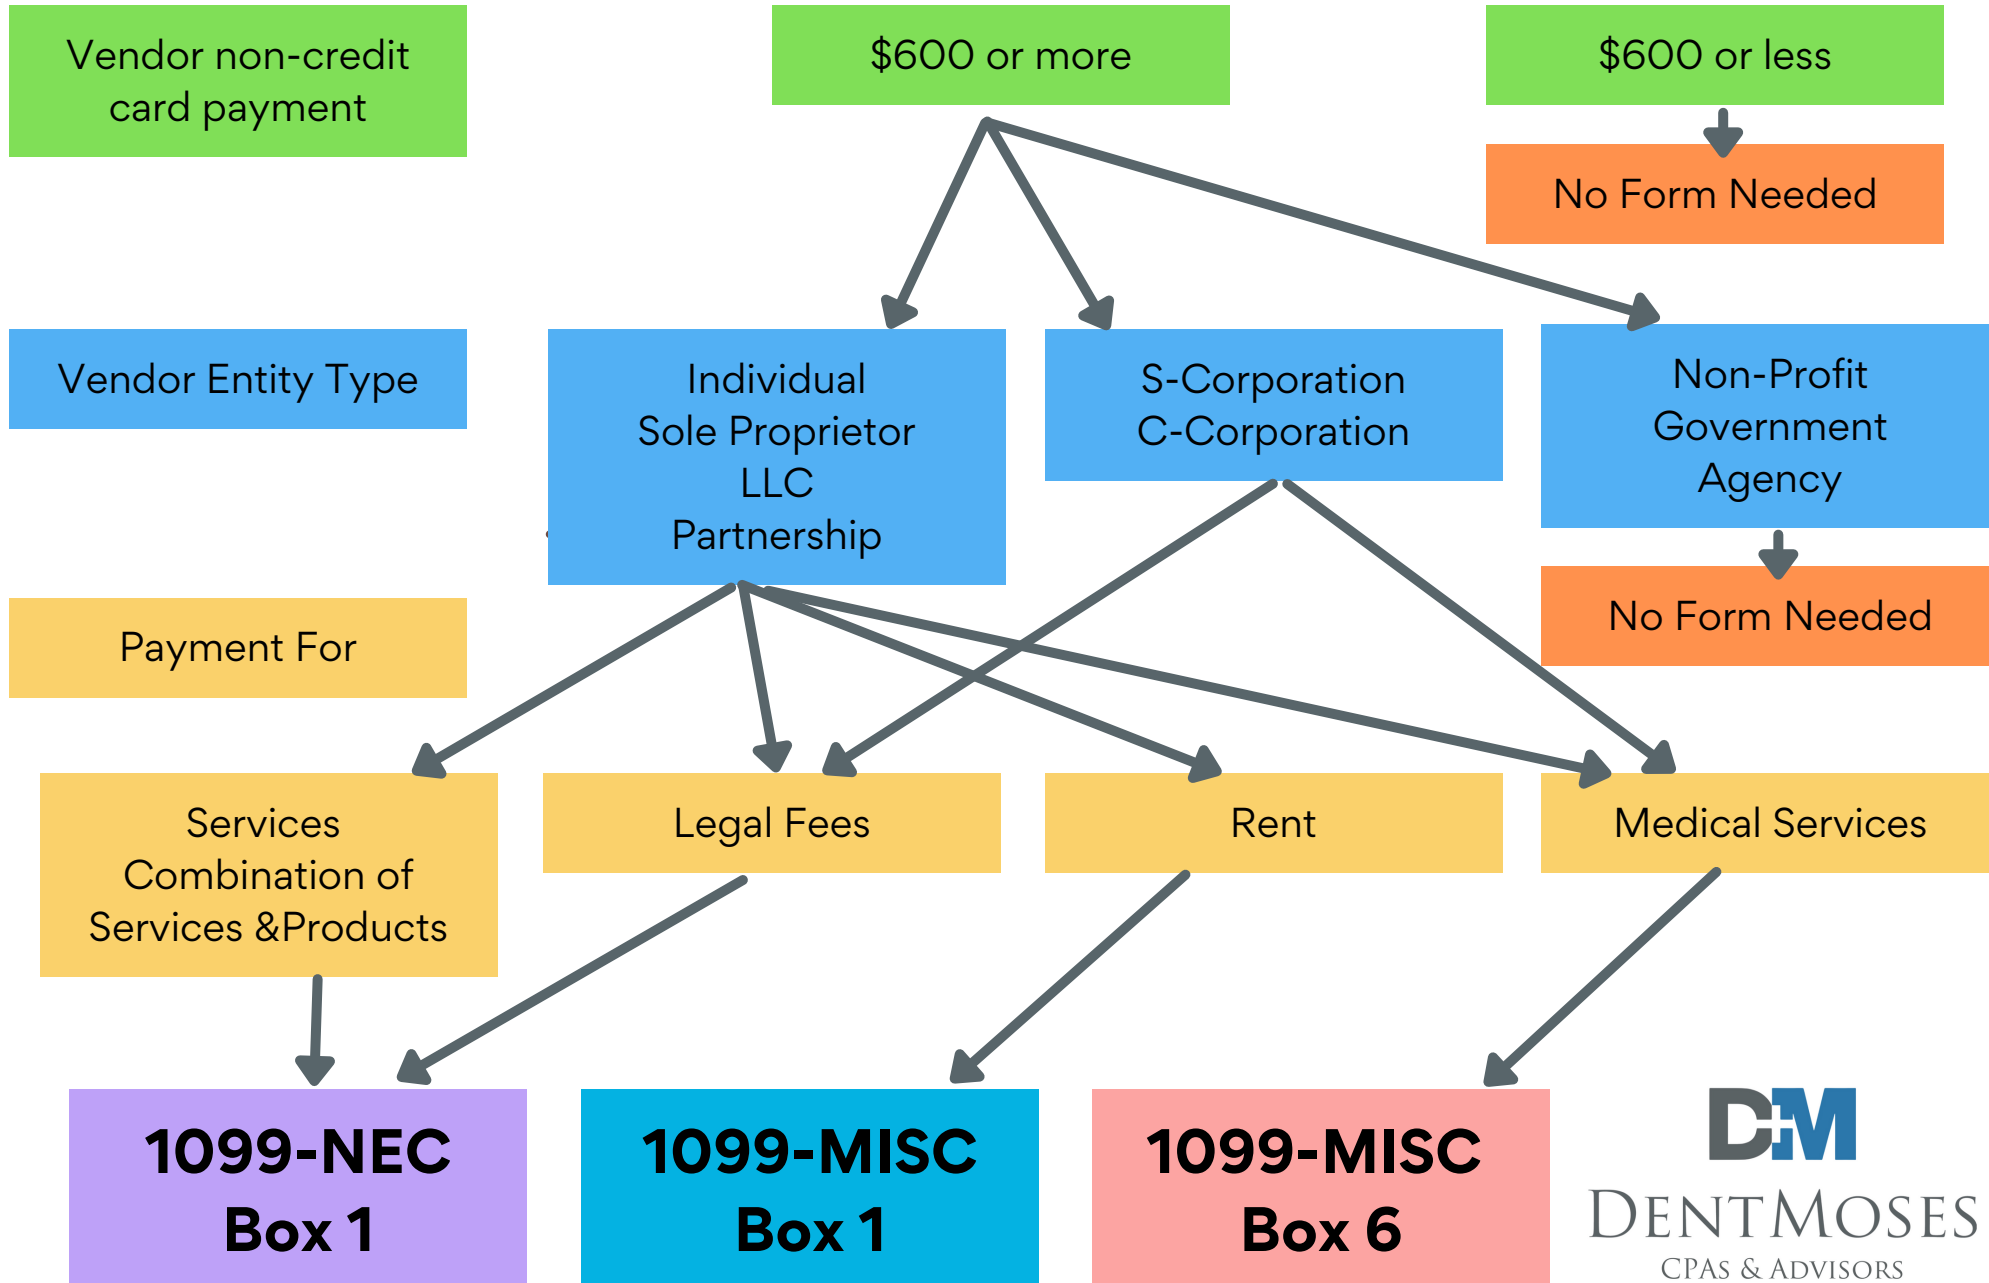 Vendor non-credit
card payment
$600 or more
$600 or less
No Form Needed
Vendor Entity Type
Individual
Sole Proprietor
LLC
Partnership
S-Corporation
C-Corporation
Non-Profit
Government
Agency
No Form Needed
Payment For
Services
Combination of
Services &Products
Legal Fees
Rent
Medical Services
1099-NEC
Box 1
1099-MISC
Box 1
1099-MISC
Box 6
DM
DENTMOSES
CPAS & ADVISORS